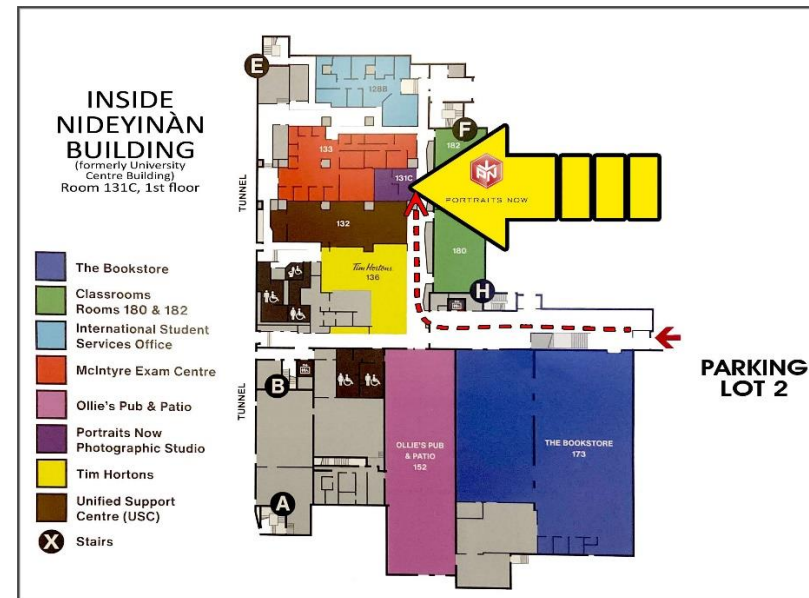 INSIDE
NIDEYINÀN
BUILDING
(formerly University
Centre Building)
Room 131C, 1st floor
The Bookstore
Classrooms
Rooms 180 & 182
International Student
Services Office
McIntyre Exam Centre
Ollie's Pub & Patio
Portraits Now
Photographic Studio
Tim Hortons
Unified Support
Centre (USC)
X
Stairs
E
128B
TUNNEL
133
131C
F
182
PORTRAITS NOW
132
180
Tim Hortons
136
H
PARKING
LOT 2
B
TUNNEL
OLLIE'S PUB
& PATIO
152
THE BOOKSTORE
173
A